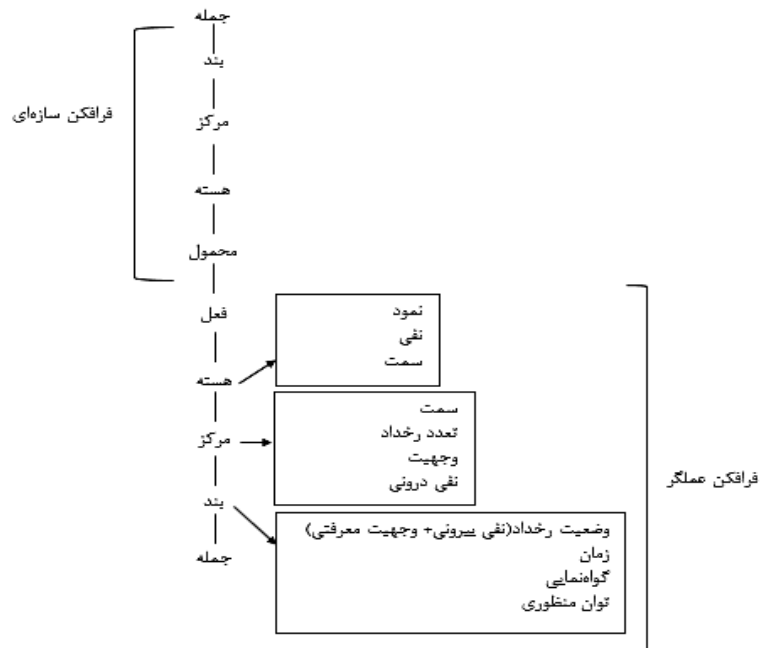 جمله
بند
فرافکن سازه‌ای
مرکز
هسته
محمول
فعل
نمود
نفی
سمت
هسته
سمت
تعدد رخداد
وجهیت
نفی درونی
مرکز
فرافکن عملگر
بند
وضعیت رخداد(نفی بیرونی+ وجهیت معرفتی)
زمان
گواه‌نمایی
توان منظوری
جمله